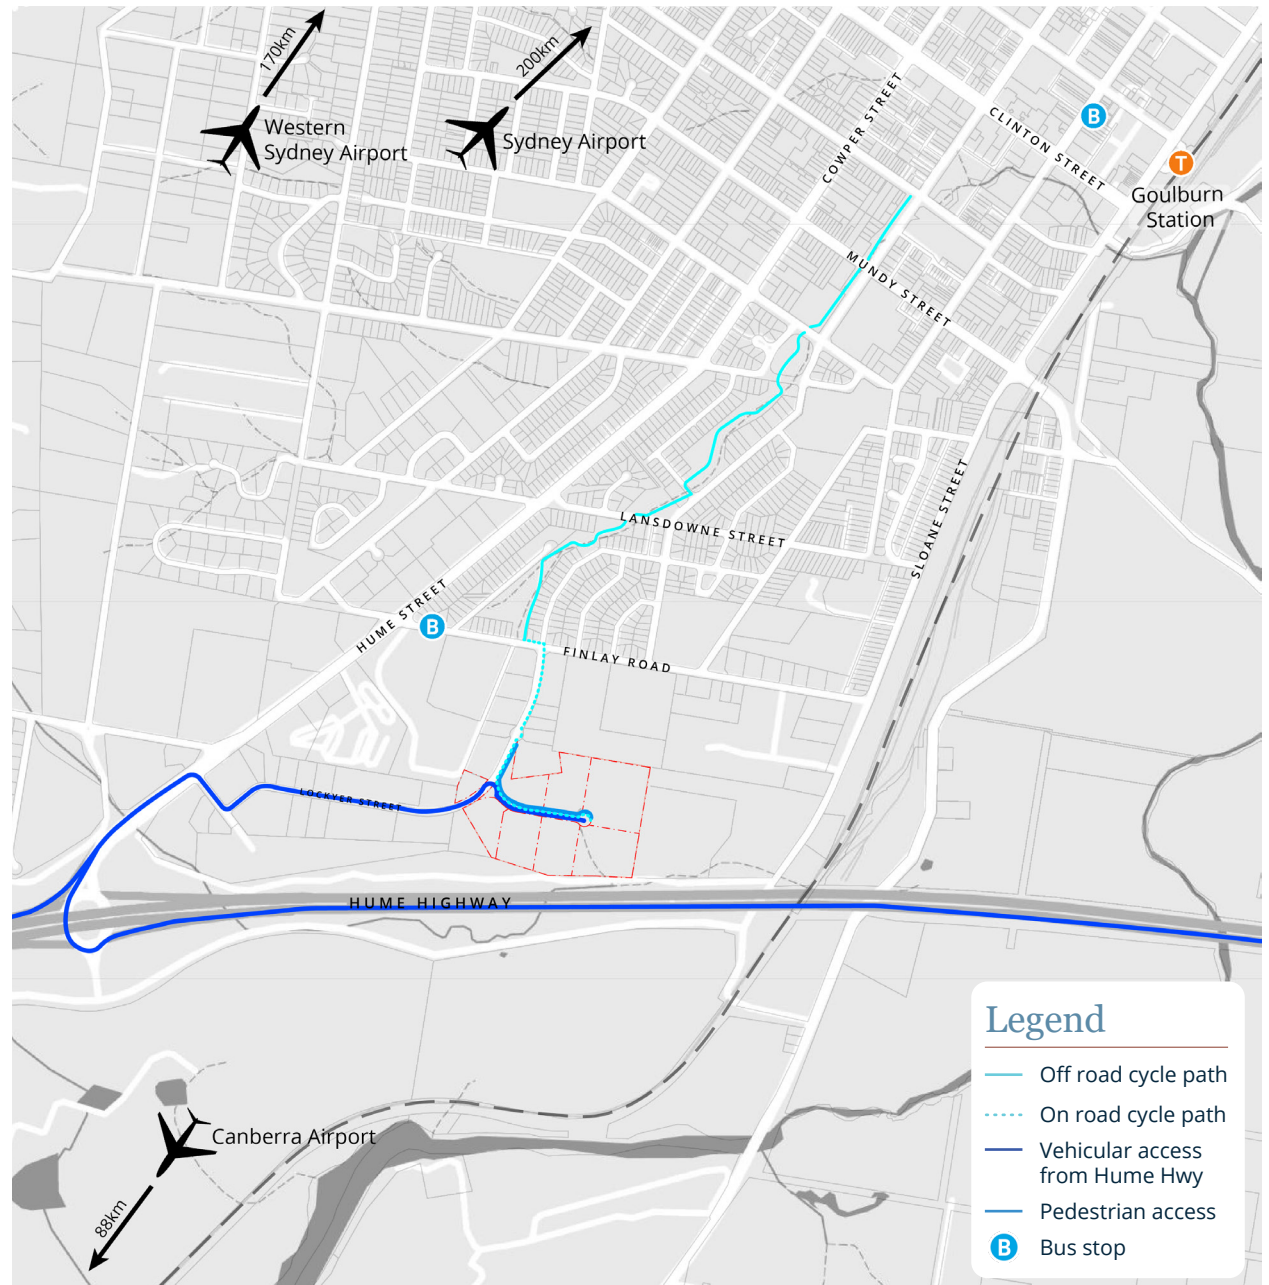 170km
200km
Western
Sydney Airport
Sydney Airport
COWPER STREET
CLINTON STREET
B
T
Goulburn
Station
MUNDY STREET
LANSDOWNE STREET
SLOANE STREET
HUME STREET
B
FINLAY ROAD
LOCKYER STREET
HUME HIGHWAY
Canberra Airport
88km
Legend
Off road cycle path
On road cycle path
Vehicular access
from Hume Hwy
Pedestrian access
B Bus stop